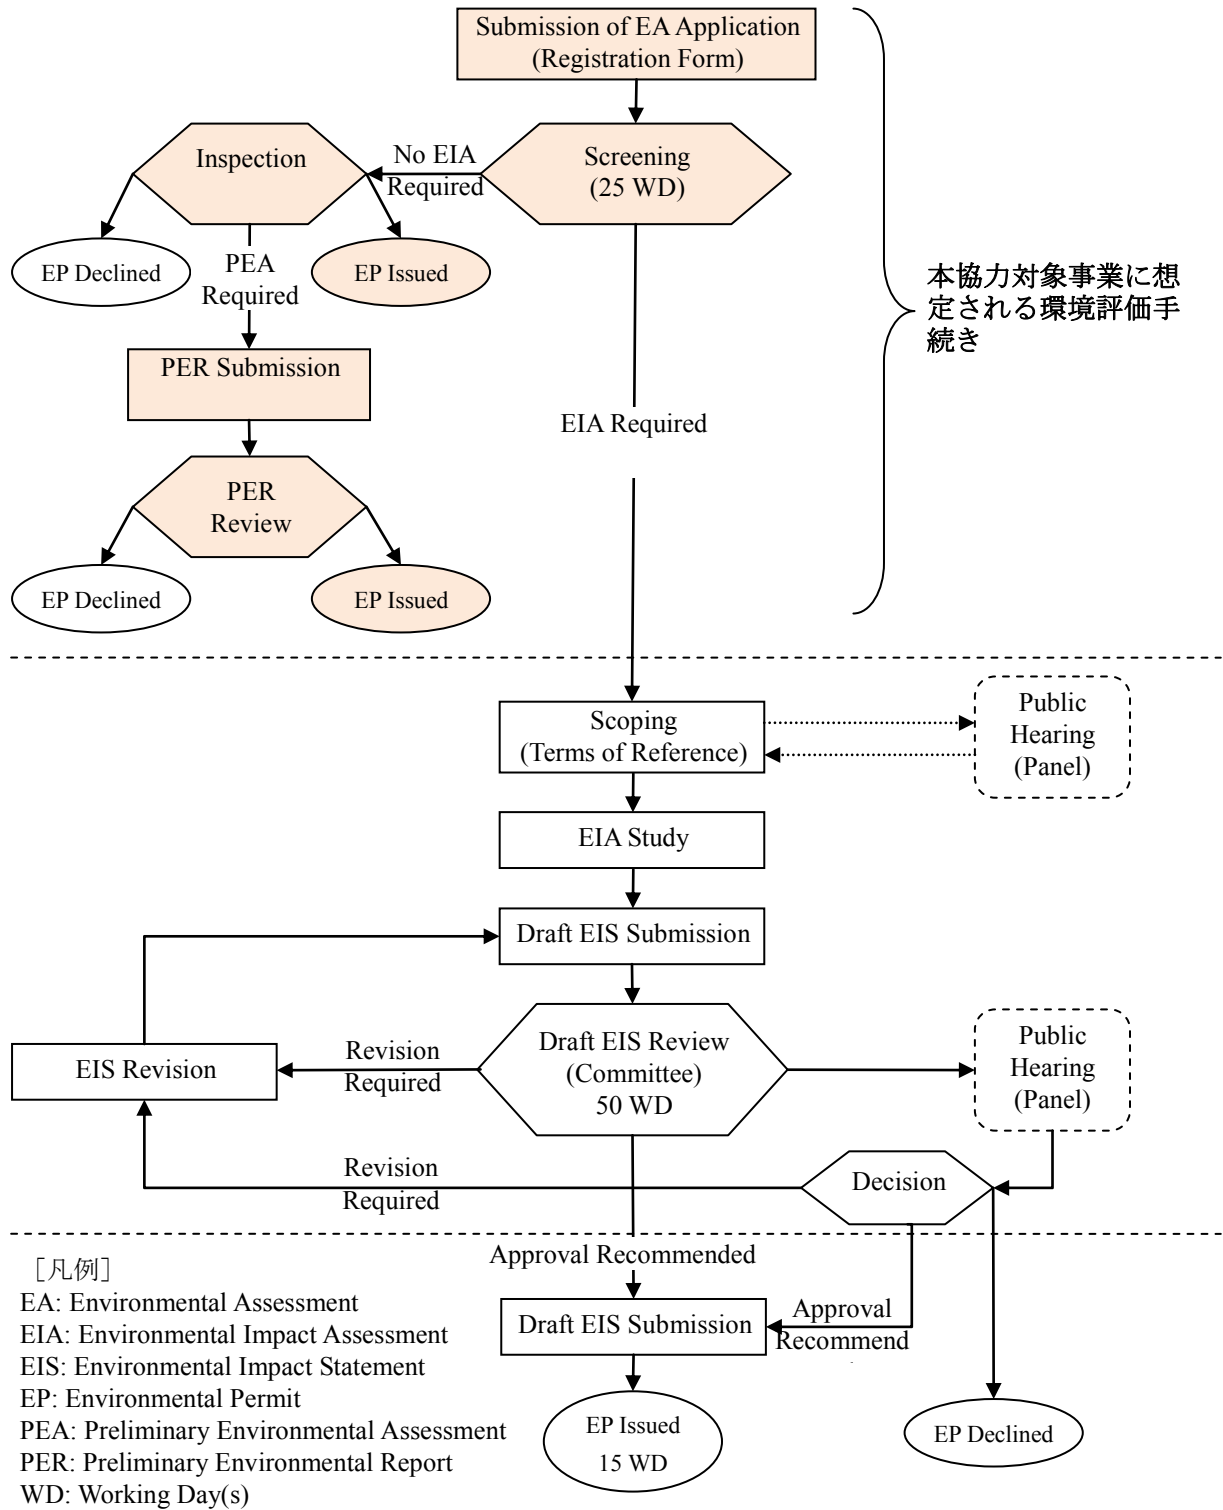 Submission of EA Application
(Registration Form)
Inspection
No EIA
Required
Screening
(25 WD)
EP Declined
PEA
Required
EP Issued
本協力対象事業に想
定される環境評価手
続き
PER Submission
EIA Required
PER
Review
EP Declined
EP Issued
Scoping
(Terms of Reference)
Public
Hearing
(Panel)
EIA Study
Draft EIS Submission
EIS Revision
Revision
Required
Draft EIS Review
(Committee)
50 WD
Public
Hearing
(Panel)
Revision
Required
Decision
Approval Recommended
Draft EIS Submission
Approval
Recommend
EP Issued
15 WD
EP Declined
［凡例］
EA: Environmental Assessment
EIA: Environmental Impact Assessment
EIS: Environmental Impact Statement
EP: Environmental Permit
PEA: Preliminary Environmental Assessment
PER: Preliminary Environmental Report
WD: Working Day(s)